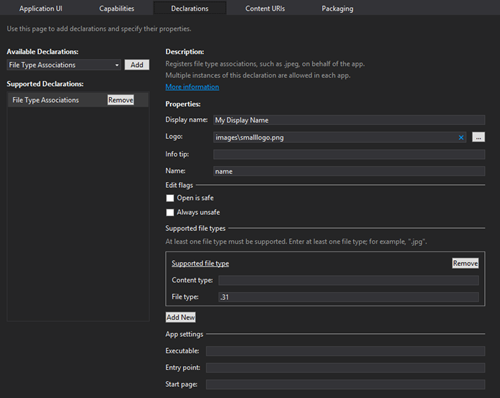 Application UI
Capabilities
Declarations
Content URIs
Packaging
Use this page to add declarations and specify their properties.
Available Declarations:
File Type Associations
Add
Supported Declarations:
File Type Associations
Remove
Description:
Registers file type associations, such as .jpeg, on behalf of the app.
Multiple instances of this declaration are allowed in each app.
More information
Properties:
Display name: My Display Name
Logo: images\smalllogo.png × ...
Info tip:
Name: name
Edit flags
Open is safe
Always unsafe
Supported file types
At least one file type must be supported. Enter at least one file type; for example, ".jpg".
Supported file type
Remove
Content type:
File type: .31
Add New
App settings
Executable:
Entry point:
Start page: